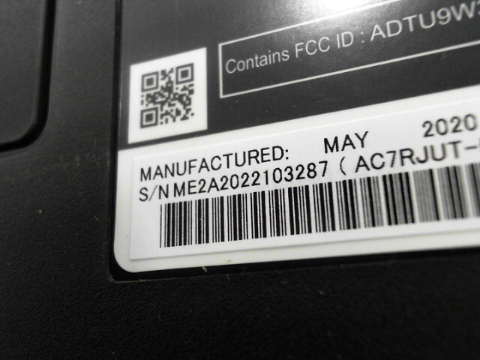 Contains FCC ID : ADTU9W
MANUFACTURED: MAY 2020
S/N ME2A2022103287 ( AC7RJUT-